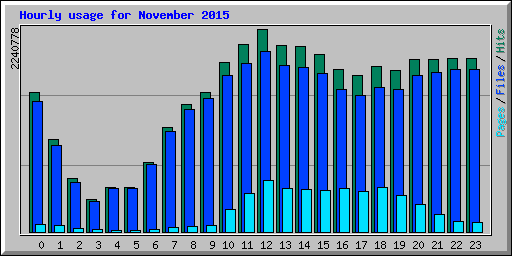 Hourly usage for November 2015
2240778
Pages / Files / Hits
0 1 2 3 4 5 6 7 8 9 10 11 12 13 14 15 16 17 18 19 20 21 22 23